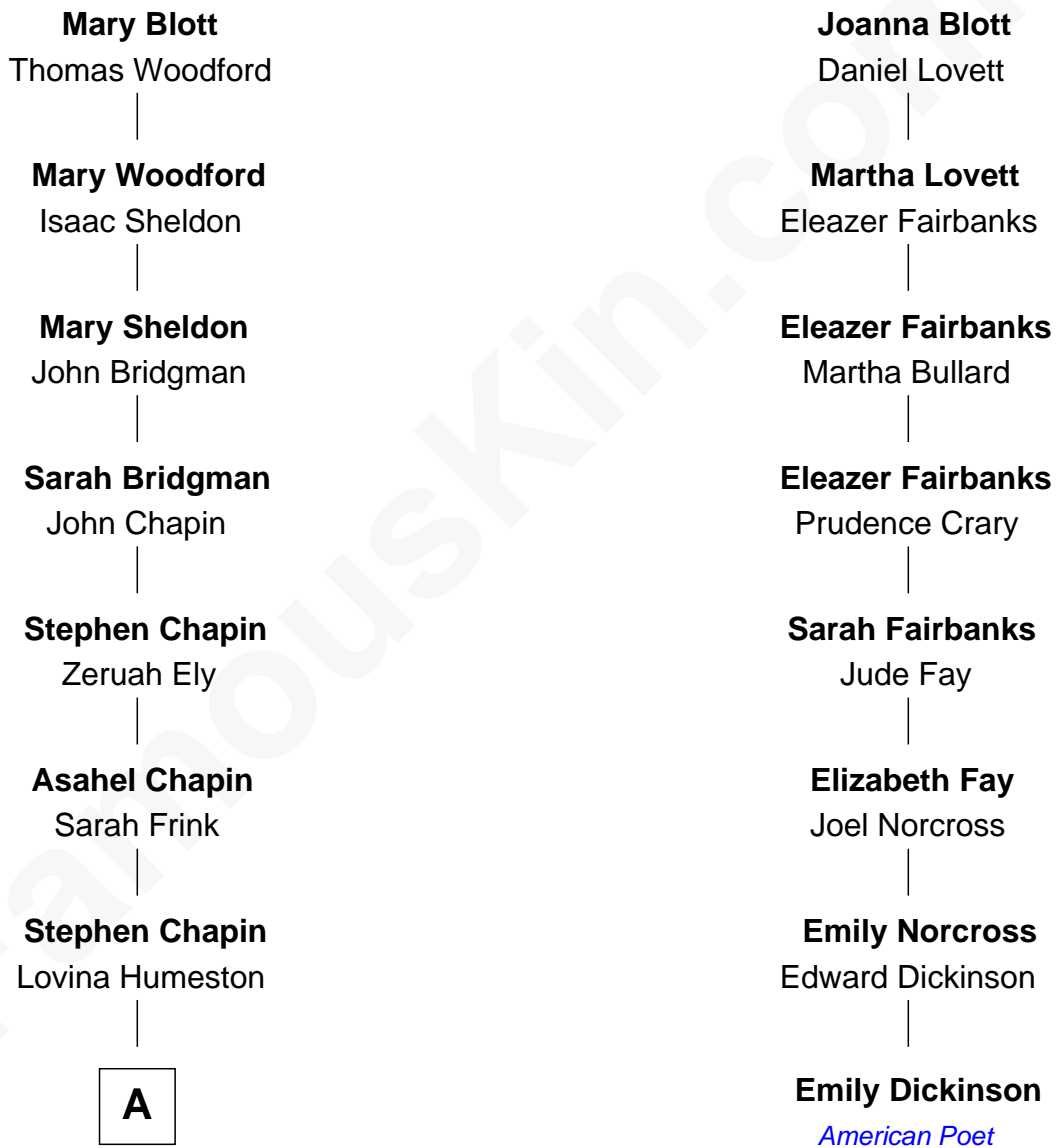 Mary Blott
Thomas Woodford
Mary Woodford
Isaac Sheldon
Mary Sheldon
John Bridgman
Sarah Bridgman
John Chapin
Stephen Chapin
Zeruah Ely
Asahel Chapin
Sarah Frink
Stephen Chapin
Lovina Humeston
A
Joanna Blott
Daniel Lovett
Martha Lovett
Eleazer Fairbanks
Eleazer Fairbanks
Martha Bullard
Eleazer Fairbanks
Prudence Crary
Sarah Fairbanks
Jude Fay
Elizabeth Fay
Joel Norcross
Emily Norcross
Edward Dickinson
Emily Dickinson
American Poet
FamousKin.com